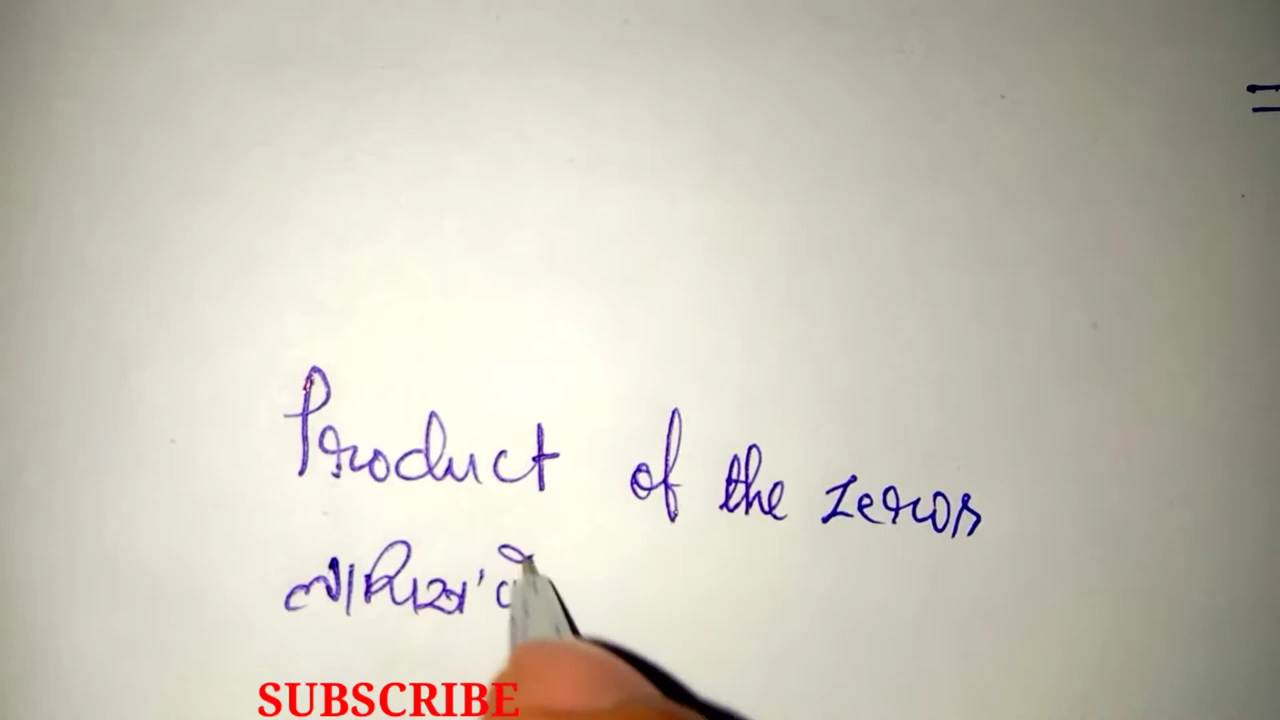 =
Product of the zeros
SUBSCRIBE